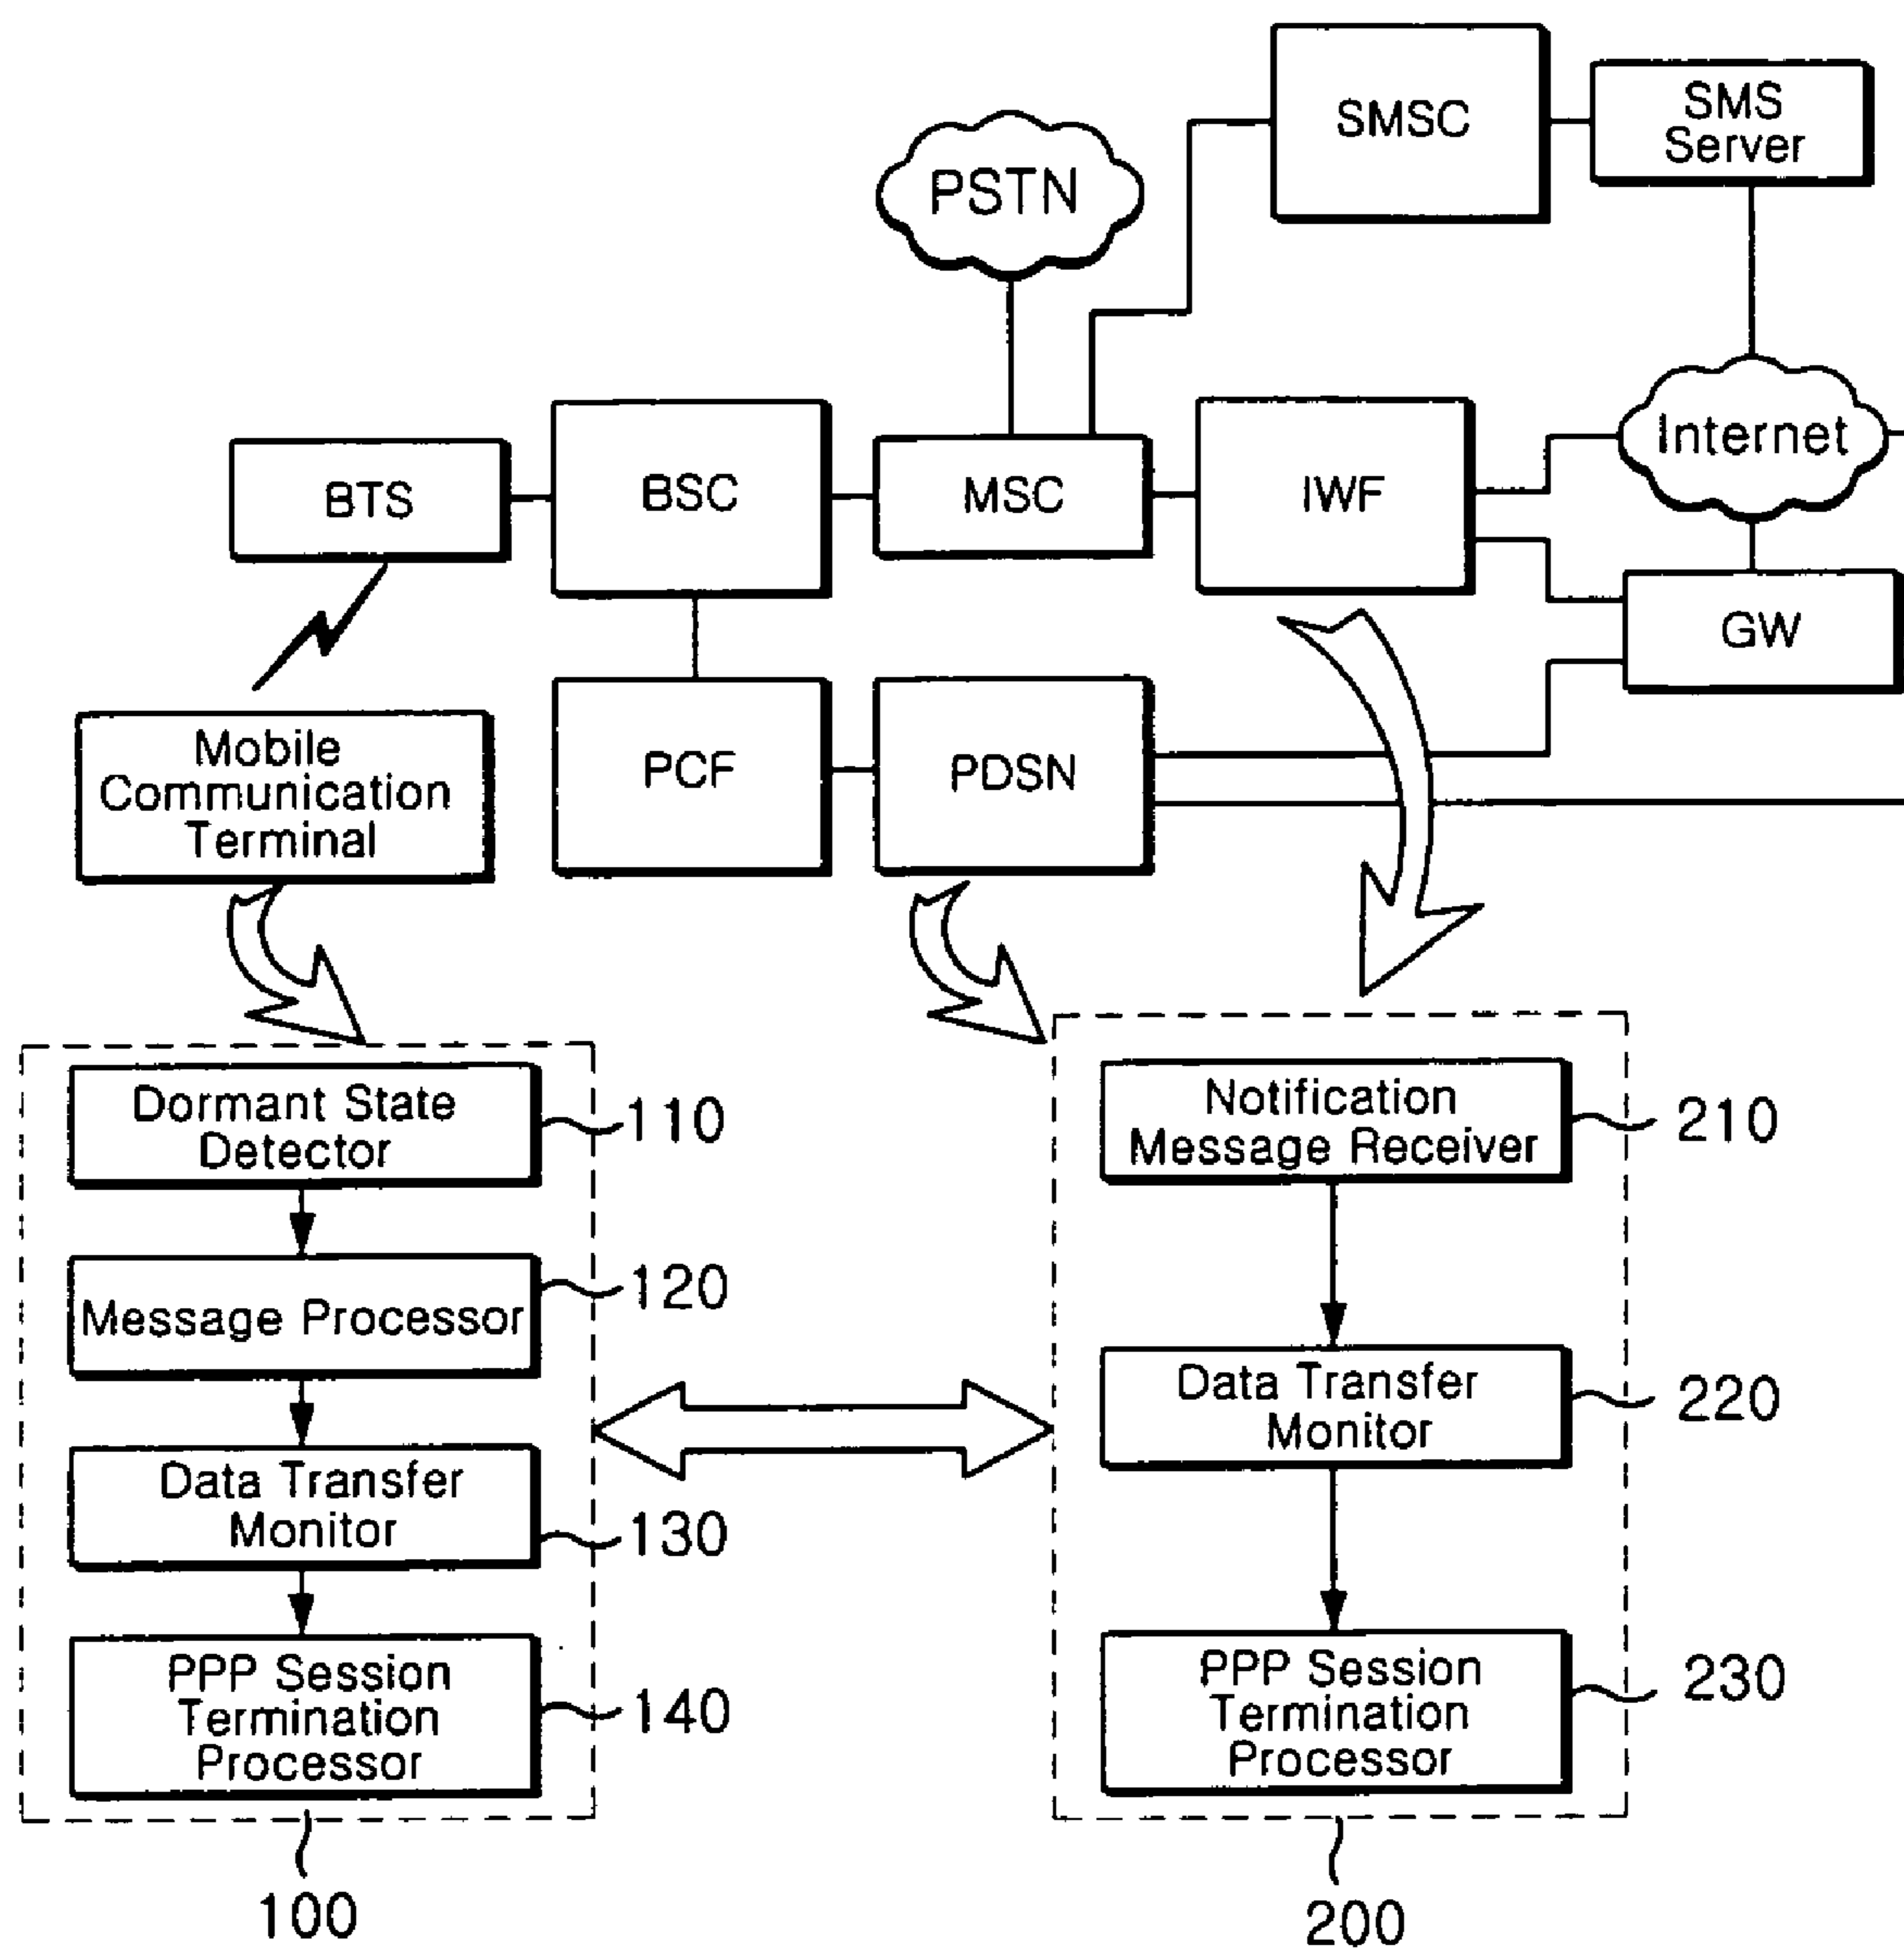 SMSC
SMS
Server
PSTN
Internet
BTS
BSC
MSC
IWF
GW
Mobile
Communication
Terminal
PCF
PDSN
Dormant State
Detector
110
Message Processor
120
Data Transfer
Monitor
130
PPP Session
Termination
Processor
140
100
Notification
Message Receiver
210
Data Transfer
Monitor
220
PPP Session
Termination
Processor
230
200